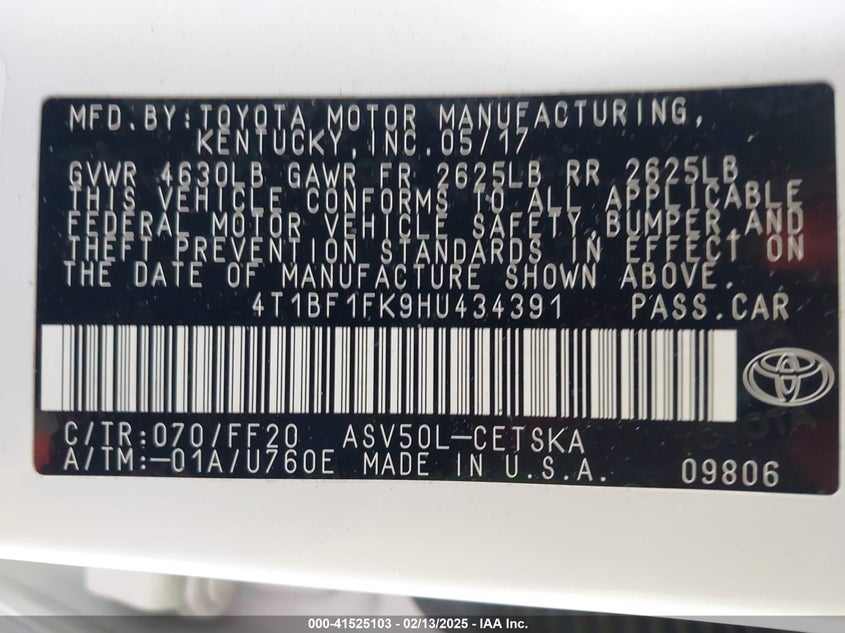 MFD. BY: TOYOTA MOTOR MANUFACTURING,
KENTUCKY, INC. 05/17
GVWR 4630LB GAWR FR 2625LB RR 2625LB
THIS VEHICLE CONFORMS TO ALL APPLICABLE
FEDERAL MOTOR VEHICLE SAFETY, BUMPER, AND
THEFT PREVENTION STANDARDS IN EFFECT ON
THE DATE OF MANUFACTURE SHOWN ABOVE.
4T1BF1FK9HU434391 PASS. CAR
TOYOTA
C/TR: 070/FF20 ASV50L-CETSKA
A/TM: -01A/U760E MADE IN U.S.A. 09806
000-41525103 - 02/13/2025 - IAA Inc.